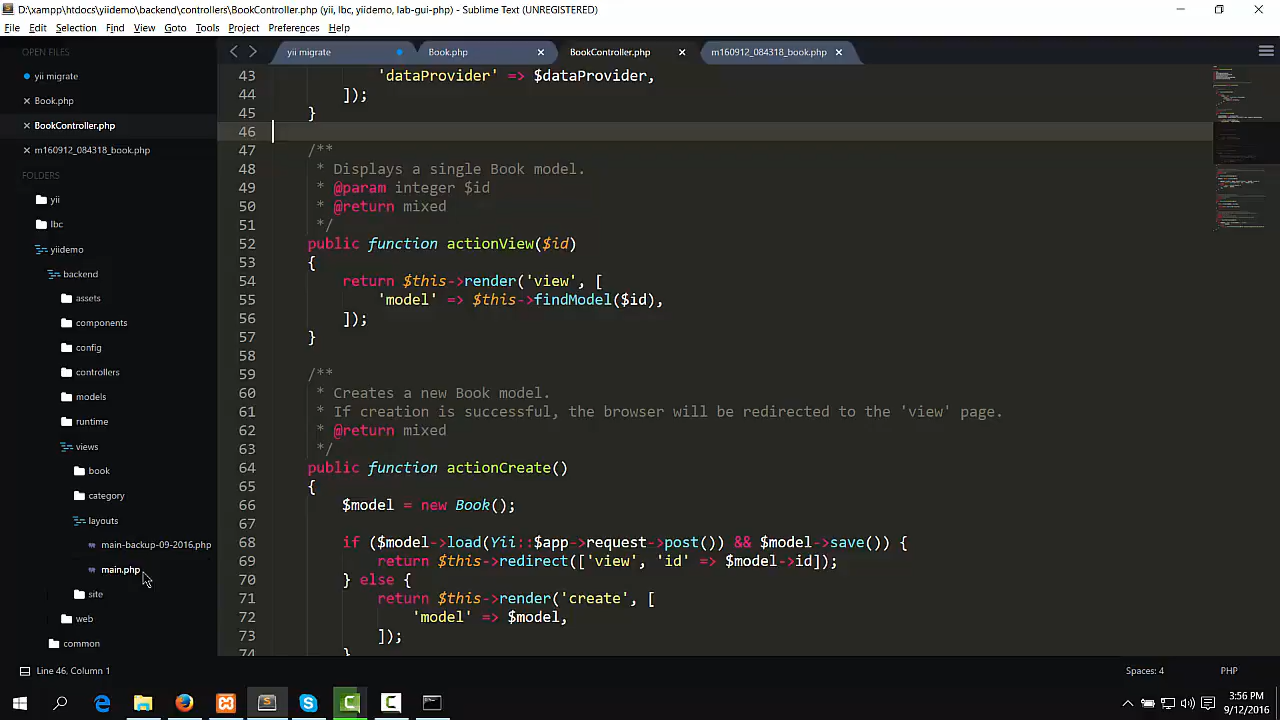 D:\xampp\htdocs\yiidemo\backend\controllers\BookController.php (yii, lbc, yiidemo, lab-gui-php) - Sublime Text (UNREGISTERED)
File Edit Selection Find View Goto Tools Project Preferences Help
OPEN FILES
yii migrate
Book.php
BookController.php
m160912_084318_book.php
FOLDERS
yii
lbc
yiidemo
backend
assets
components
config
controllers
models
runtime
views
book
category
layouts
main-backup-09-2016.php
main.php
site
web
common
yii migrate Book.php BookController.php m160912_084318_book.php
43 'dataProvider' => $dataProvider,
44 ]);
45 }
46
47 /**
48 * Displays a single Book model.
49 * @param integer $id
50 * @return mixed
51 */
52 public function actionView($id)
53 {
54 return $this->render('view', [
55 'model' => $this->findModel($id),
56 ]);
57 }
58
59 /**
60 * Creates a new Book model.
61 * If creation is successful, the browser will be redirected to the 'view' page.
62 * @return mixed
63 */
64 public function actionCreate()
65 {
66 $model = new Book();
67
68 if ($model->load(Yii::$app->request->post()) && $model->save()) {
69 return $this->redirect(['view', 'id' => $model->id]);
70 } else {
71 return $this->render('create', [
72 'model' => $model,
73 ]);
74 }
Line 46, Column 1 Spaces: 4 PHP
3:56 PM
9/12/2016